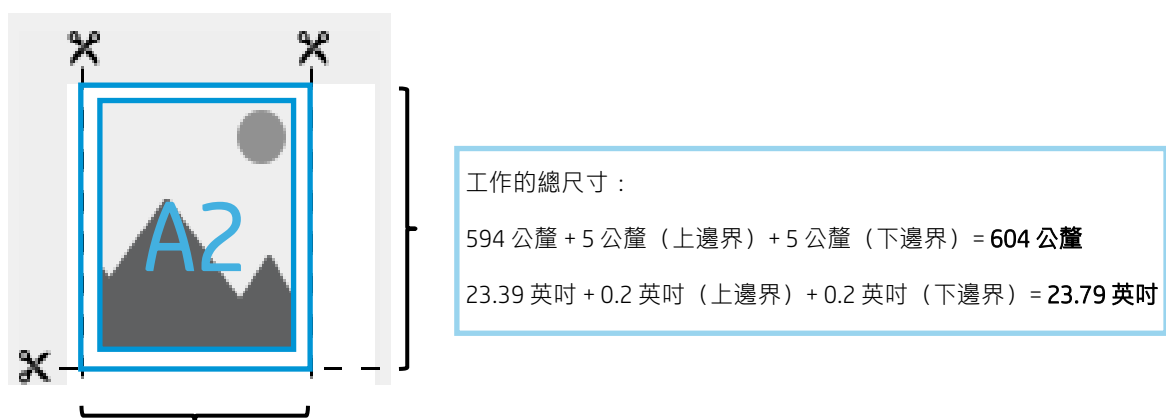 A2
工作的總尺寸：
594 公釐 + 5 公釐（上邊界）+ 5 公釐（下邊界）= 604 公釐
23.39 英吋 + 0.2 英吋（上邊界）+ 0.2 英吋（下邊界）= 23.79 英吋